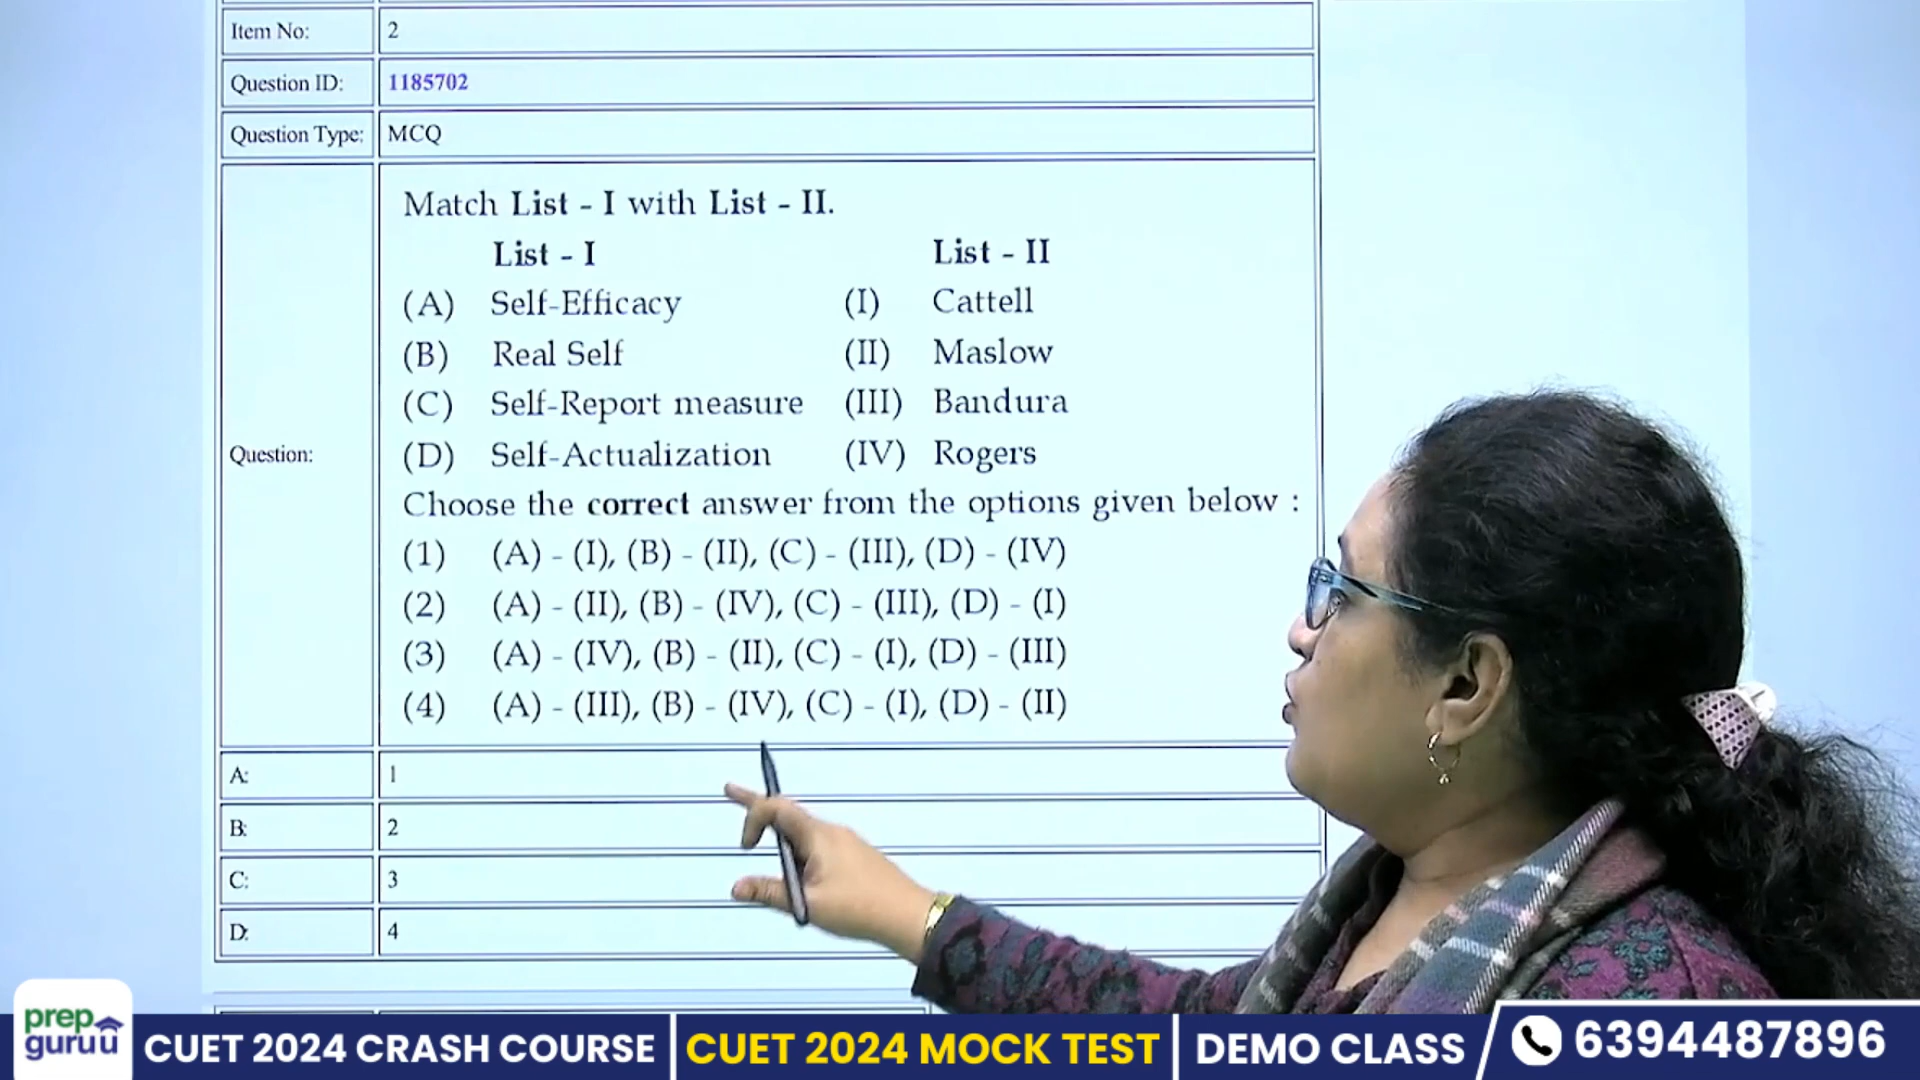 Item No: 2
Question ID: 1185702
Question Type: MCQ
Question:
Match List - I with List - II.
List - I List - II
(A) Self-Efficacy (I) Cattell
(B) Real Self (II) Maslow
(C) Self-Report measure (III) Bandura
(D) Self-Actualization (IV) Rogers
Choose the correct answer from the options given below :
(1) (A) - (I), (B) - (II), (C) - (III), (D) - (IV)
(2) (A) - (II), (B) - (IV), (C) - (III), (D) - (I)
(3) (A) - (IV), (B) - (II), (C) - (I), (D) - (III)
(4) (A) - (III), (B) - (IV), (C) - (I), (D) - (II)
A: 1
B: 2
C: 3
D: 4
prep
guruu
CUET 2024 CRASH COURSE CUET 2024 MOCK TEST DEMO CLASS 6394487896